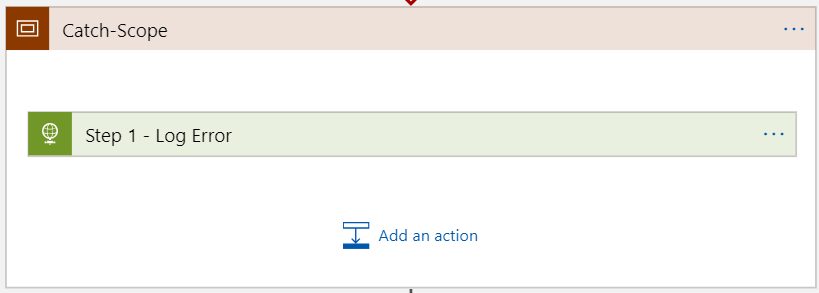 Catch-Scope
Step 1 - Log Error
Add an action